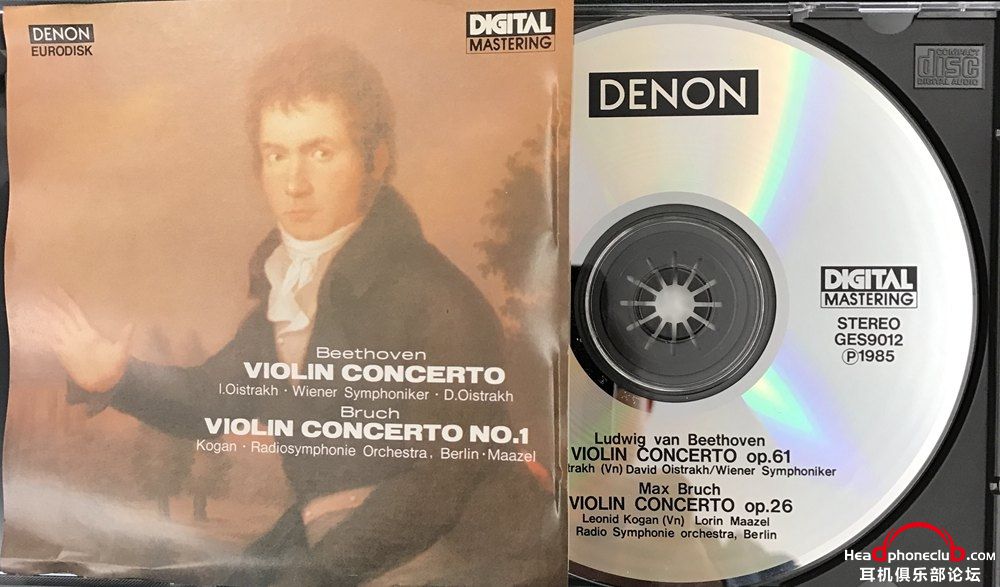 DENON
EURODISK
DIGITAL
MASTERING
Beethoven
VIOLIN CONCERTO
I.Oistrakh · Wiener Symphoniker · D.Oistrakh
Bruch
VIOLIN CONCERTO NO.1
Kogan · Radiosymphonie Orchestra, Berlin · Maazel
COMPACT
disc
DIGITAL AUDIO
DENON
DIGITAL
MASTERING
STEREO
GES9012
Ⓟ1985
Ludwig van Beethoven
VIOLIN CONCERTO op.61
trakh (Vn) David Oistrakh/Wiener Symphoniker
Max Bruch
VIOLIN CONCERTO op.26
Leonid Kogan (Vn) Lorin Maazel
Radio Symphonie orchestra, Berlin
Headphoneclub.com
耳机俱乐部论坛